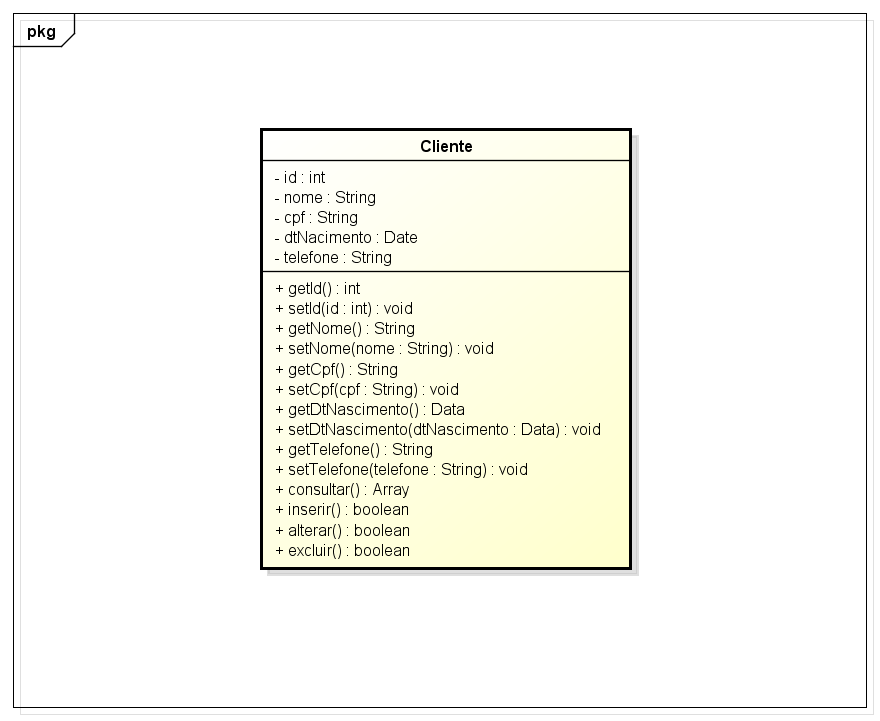 pkg
Cliente
- id : int
- nome : String
- cpf : String
- dtNacimento : Date
- telefone : String
+ getId() : int
+ setId(id : int) : void
+ getNome() : String
+ setNome(nome : String) : void
+ getCpf() : String
+ setCpf(cpf : String) : void
+ getDtNascimento() : Data
+ setDtNascimento(dtNascimento : Data) : void
+ getTelefone() : String
+ setTelefone(telefone : String) : void
+ consultar() : Array
+ inserir() : boolean
+ alterar() : boolean
+ excluir() : boolean